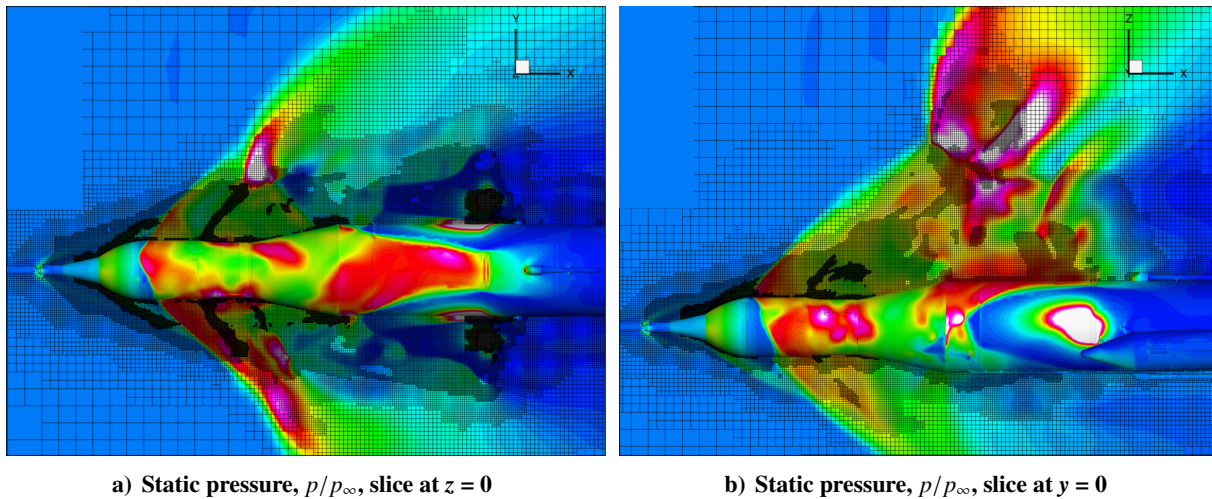 Y
X
Z
X
a) Static pressure, p/p∞, slice at z = 0
b) Static pressure, p/p∞, slice at y = 0